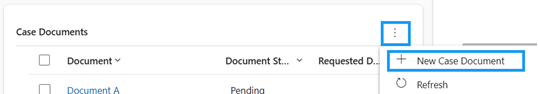 Case Documents
New Case Document
Document Document St... Requested D...
Refresh
Document A Pending